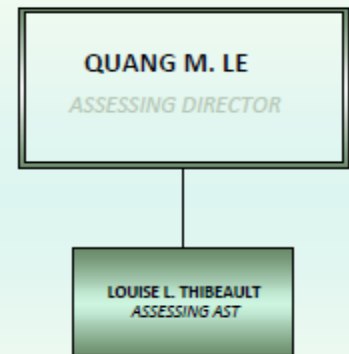 QUANG M. LE
ASSESSING DIRECTOR
LOUISE L. THIBEAULT
ASSESSING AST